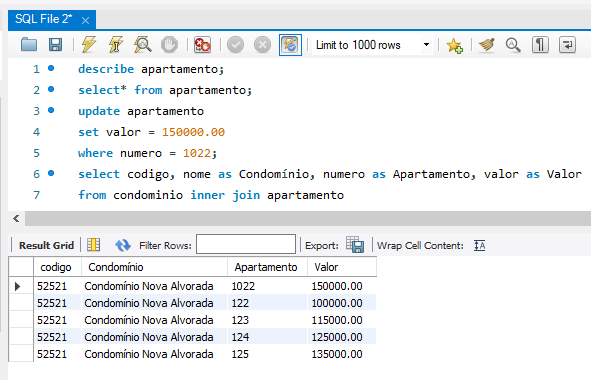 SQL File 2*
Limit to 1000 rows
1 describe apartamento;
2 select* from apartamento;
3 update apartamento
4 set valor = 150000.00
5 where numero = 1022;
6 select codigo, nome as Condomínio, numero as Apartamento, valor as Valor
7 from condominio inner join apartamento
Result Grid Filter Rows: Export: Wrap Cell Content:
codigo Condomínio Apartamento Valor
52521 Condomínio Nova Alvorada 1022 150000.00
52521 Condomínio Nova Alvorada 122 100000.00
52521 Condomínio Nova Alvorada 123 115000.00
52521 Condomínio Nova Alvorada 124 125000.00
52521 Condomínio Nova Alvorada 125 135000.00